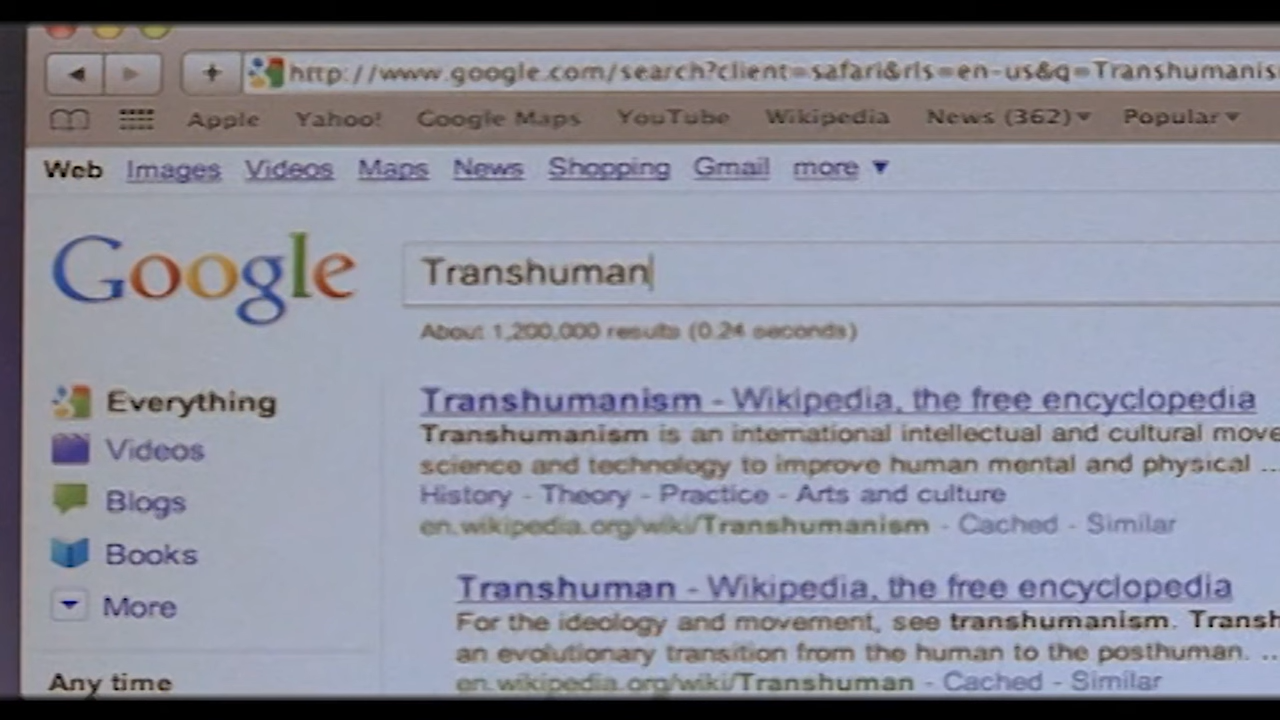 http://www.google.com/search?client=safari&rls=en-us&q=Transhumanis
Apple Yahoo! Google Maps YouTube Wikipedia News (362) Popular
Web Images Videos Maps News Shopping Gmail more
Google
Transhuman
About 1,200,000 results (0.24 seconds)
Everything
Videos
Blogs
Books
More
Any time
Transhumanism - Wikipedia, the free encyclopedia
Transhumanism is an international intellectual and cultural move
science and technology to improve human mental and physical ...
History - Theory - Practice - Arts and culture
en.wikipedia.org/wiki/Transhumanism - Cached - Similar
Transhuman - Wikipedia, the free encyclopedia
For the ideology and movement, see transhumanism. Transh
an evolutionary transition from the human to the posthuman. ...
en.wikipedia.org/wiki/Transhuman - Cached - Similar